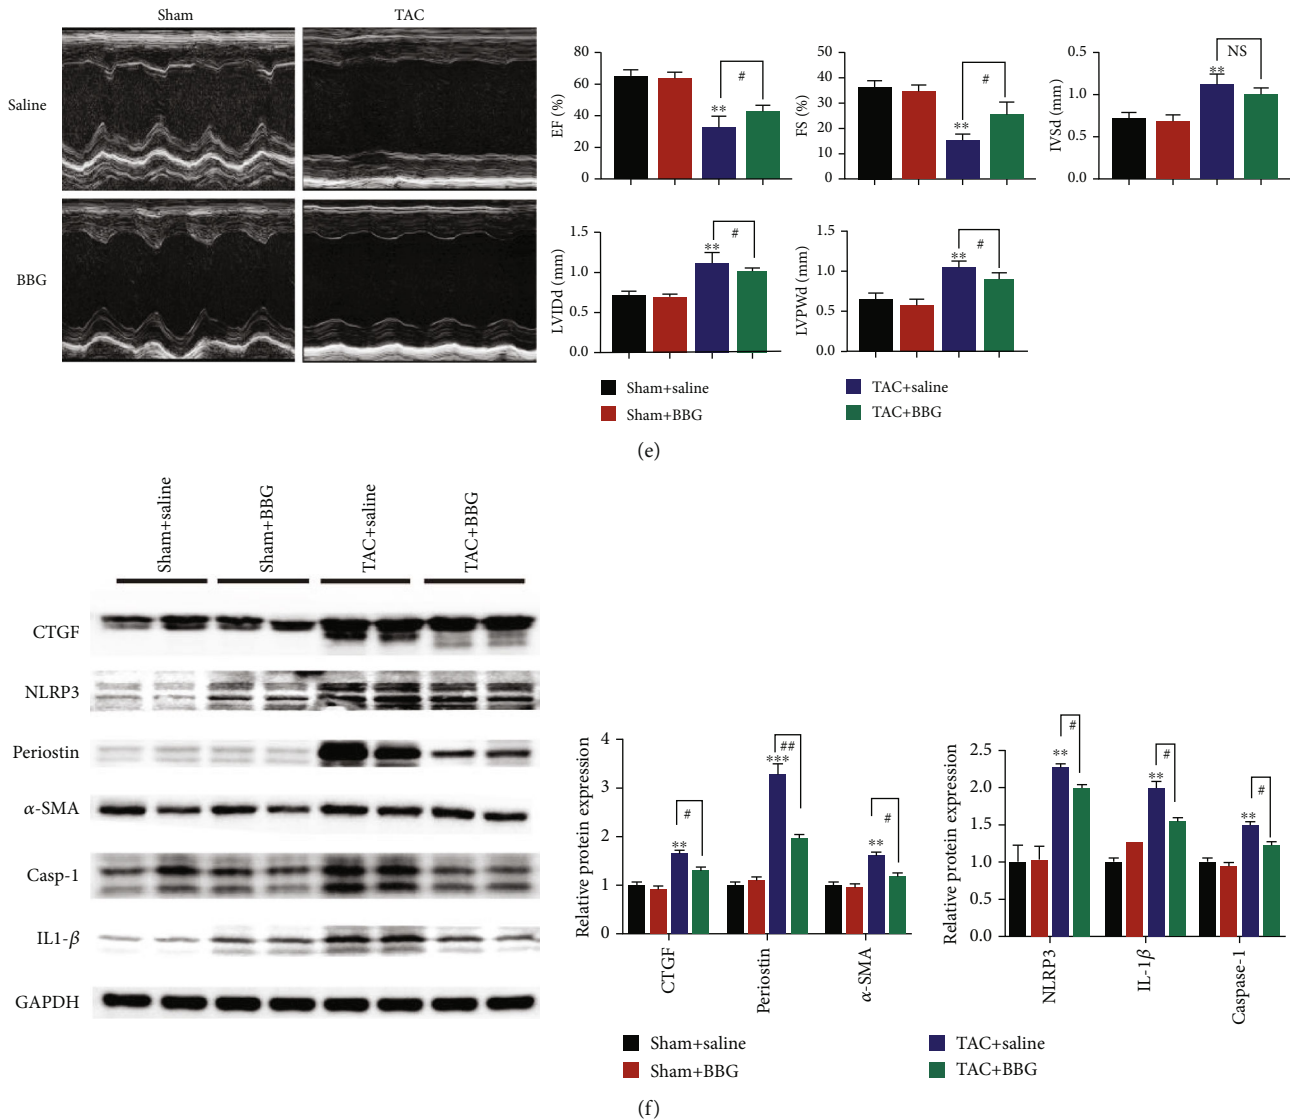 Sham
TAC
Saline
BBG
EF (%)
80
60
40
20
0
**
#
FS (%)
50
40
30
20
10
0
**
#
IVSd (mm)
0.5
1.0
0.5
0.0
**
NS
LVIDd (mm)
1.5
1.0
0.5
0.0
**
#
LVPWd (mm)
1.5
1.0
0.5
0.0
**
#
Sham+saline
TAC+saline
Sham+BBG
TAC+BBG
(e)
Sham+saline
Sham+BBG
TAC+saline
TAC+BBG
CTGF
NLRP3
Periostin
α-SMA
Casp-1
IL1-β
GAPDH
Relative protein expression
4
3
2
1
0
**
#
***
##
**
#
CTGF
Periostin
α-SMA
Relative protein expression
2.5
2.0
1.5
1.0
0.5
0.0
**
#
**
#
**
#
NLRP3
IL-1β
Caspase-1
Sham+saline
TAC+saline
Sham+BBG
TAC+BBG
(f)